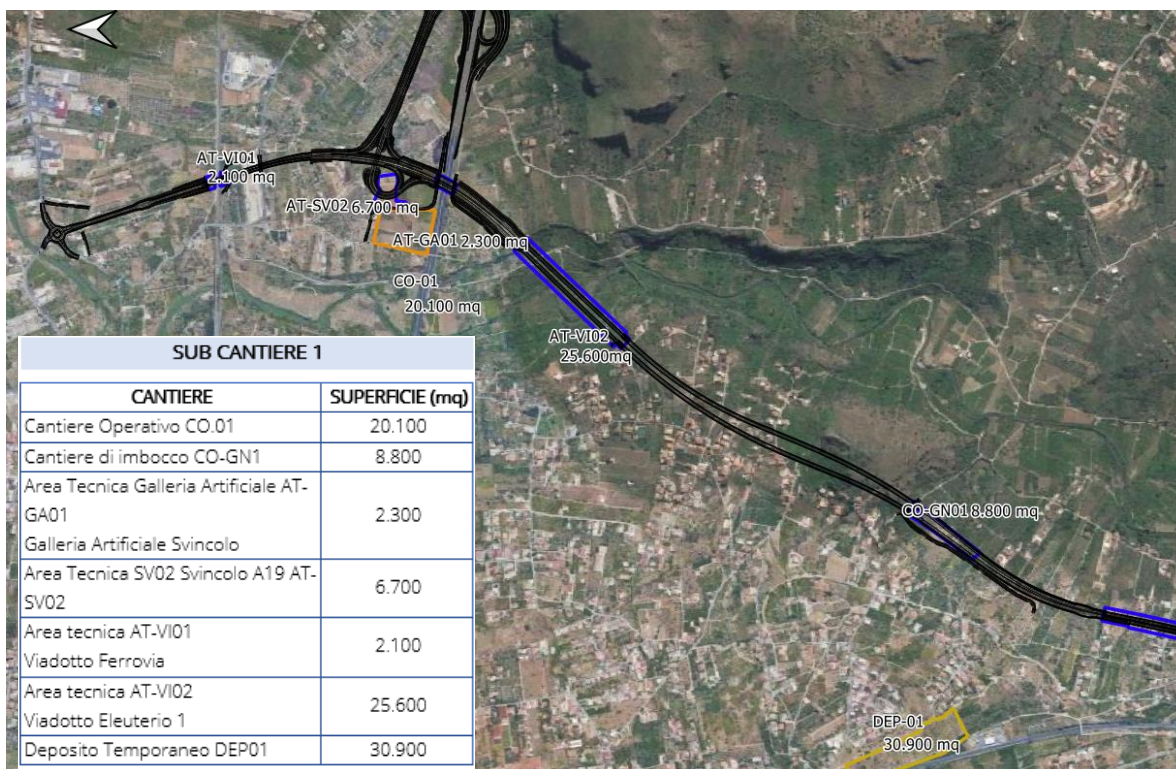 AT-VI01
2.100 mq
AT-SV02 6.700 mq
AT-GA01 2.300 mq
CO-01
20.100 mq
AT-VI02
25.600mq
CO-GN01 8.800 mq
DEP-01
30.900 mq
SUB CANTIERE 1
CANTIERE SUPERFICIE (mq)
Cantiere Operativo CO.01 20.100
Cantiere di imbocco CO-GN1 8.800
Area Tecnica Galleria Artificiale AT-
GA01 2.300
Galleria Artificiale Svincolo
Area Tecnica SV02 Svincolo A19 AT-
SV02 6.700
Area tecnica AT-VI01
Viadotto Ferrovia 2.100
Area tecnica AT-VI02
Viadotto Eleuterio 1 25.600
Deposito Temporaneo DEP01 30.900